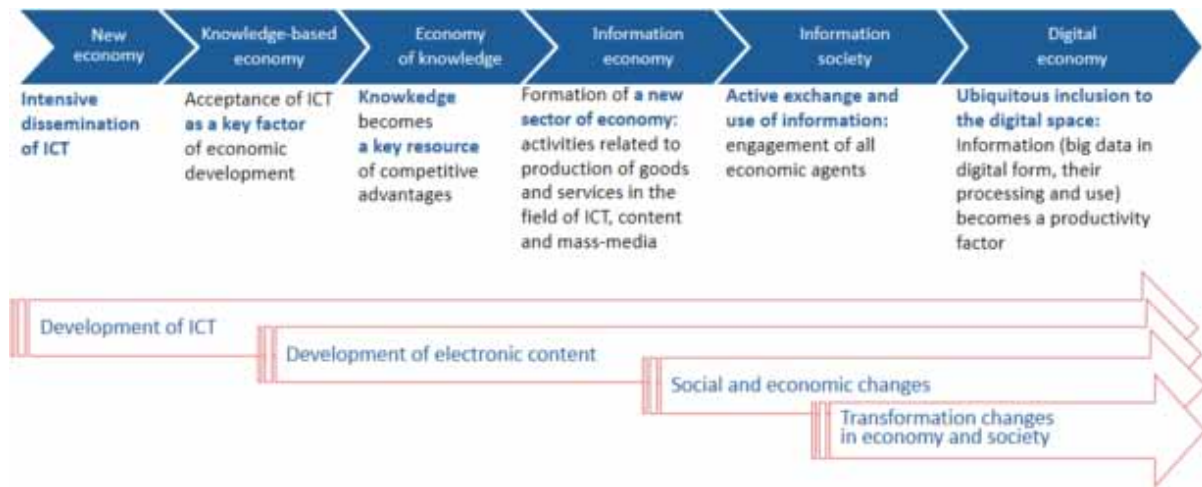 New
economy
Knowledge-based
economy
Economy
of knowledge
Information
economy
Information
society
Digital
economy
Intensive
dissemination
of ICT
Acceptance of ICT
as a key factor
of economic
development
Knowkedge
becomes
a key resource
of competitive
advantages
Formation of a new
sector of economy:
activities related to
production of goods
and services in the
field of ICT, content
and mass-media
Active exchange and
use of information:
engagement of all
economic agents
Ubiquitous inclusion to
the digital space:
Information (big data in
digital form, their
processing and use)
becomes a productivity
factor
Development of ICT
Development of electronic content
Social and economic changes
Transformation changes
in economy and society